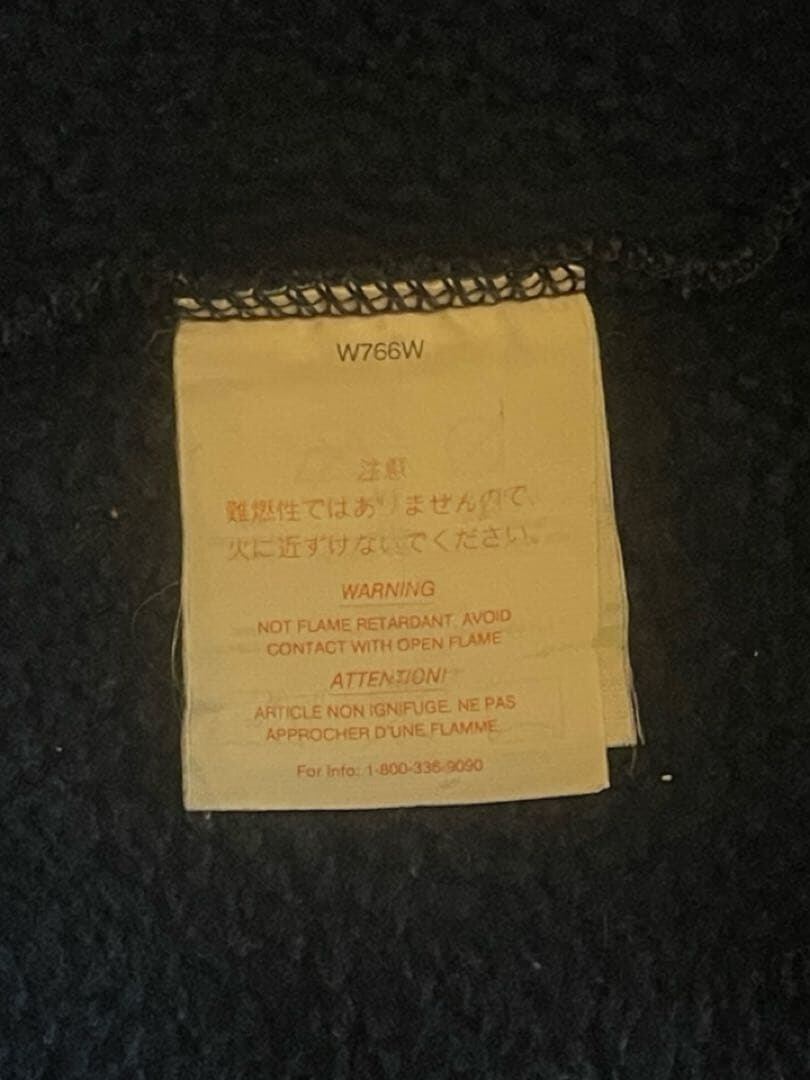 W766W
注意
難燃性ではありませんので、
火に近ずけないでください。
WARNING
NOT FLAME RETARDANT. AVOID
CONTACT WITH OPEN FLAME
ATTENTION!
ARTICLE NON IGNIFUGE. NE PAS
APPROCHER D'UNE FLAMME.
For Info: 1-800-336-9090